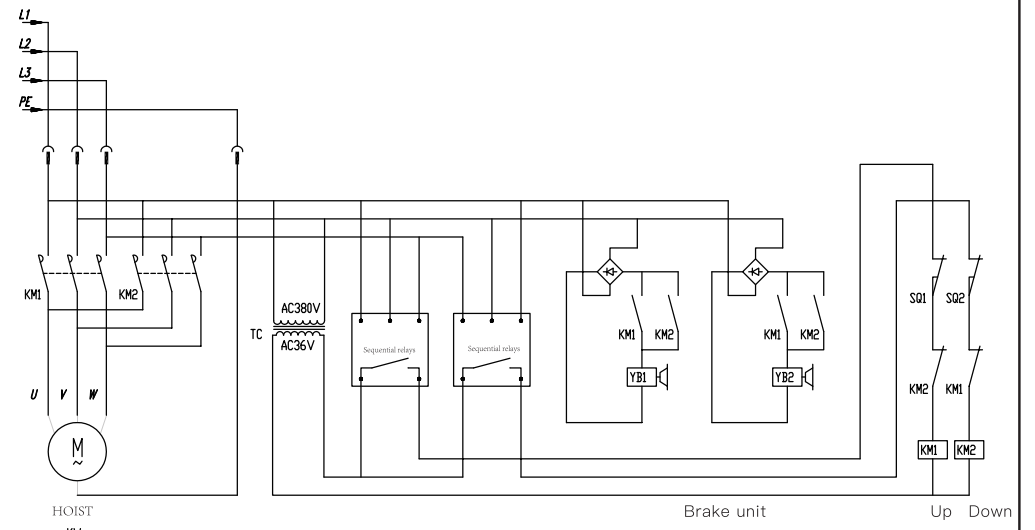 L1
L2
L3
PE
KM1
KM2
TC
AC380V
AC36V
Sequential relays
Sequential relays
KM1
KM2
YB1
KM1
KM2
YB2
SQ1
SQ2
KM2
KM1
KM1
KM2
U
V
W
M
~
HOIST
Brake unit
Up
Down